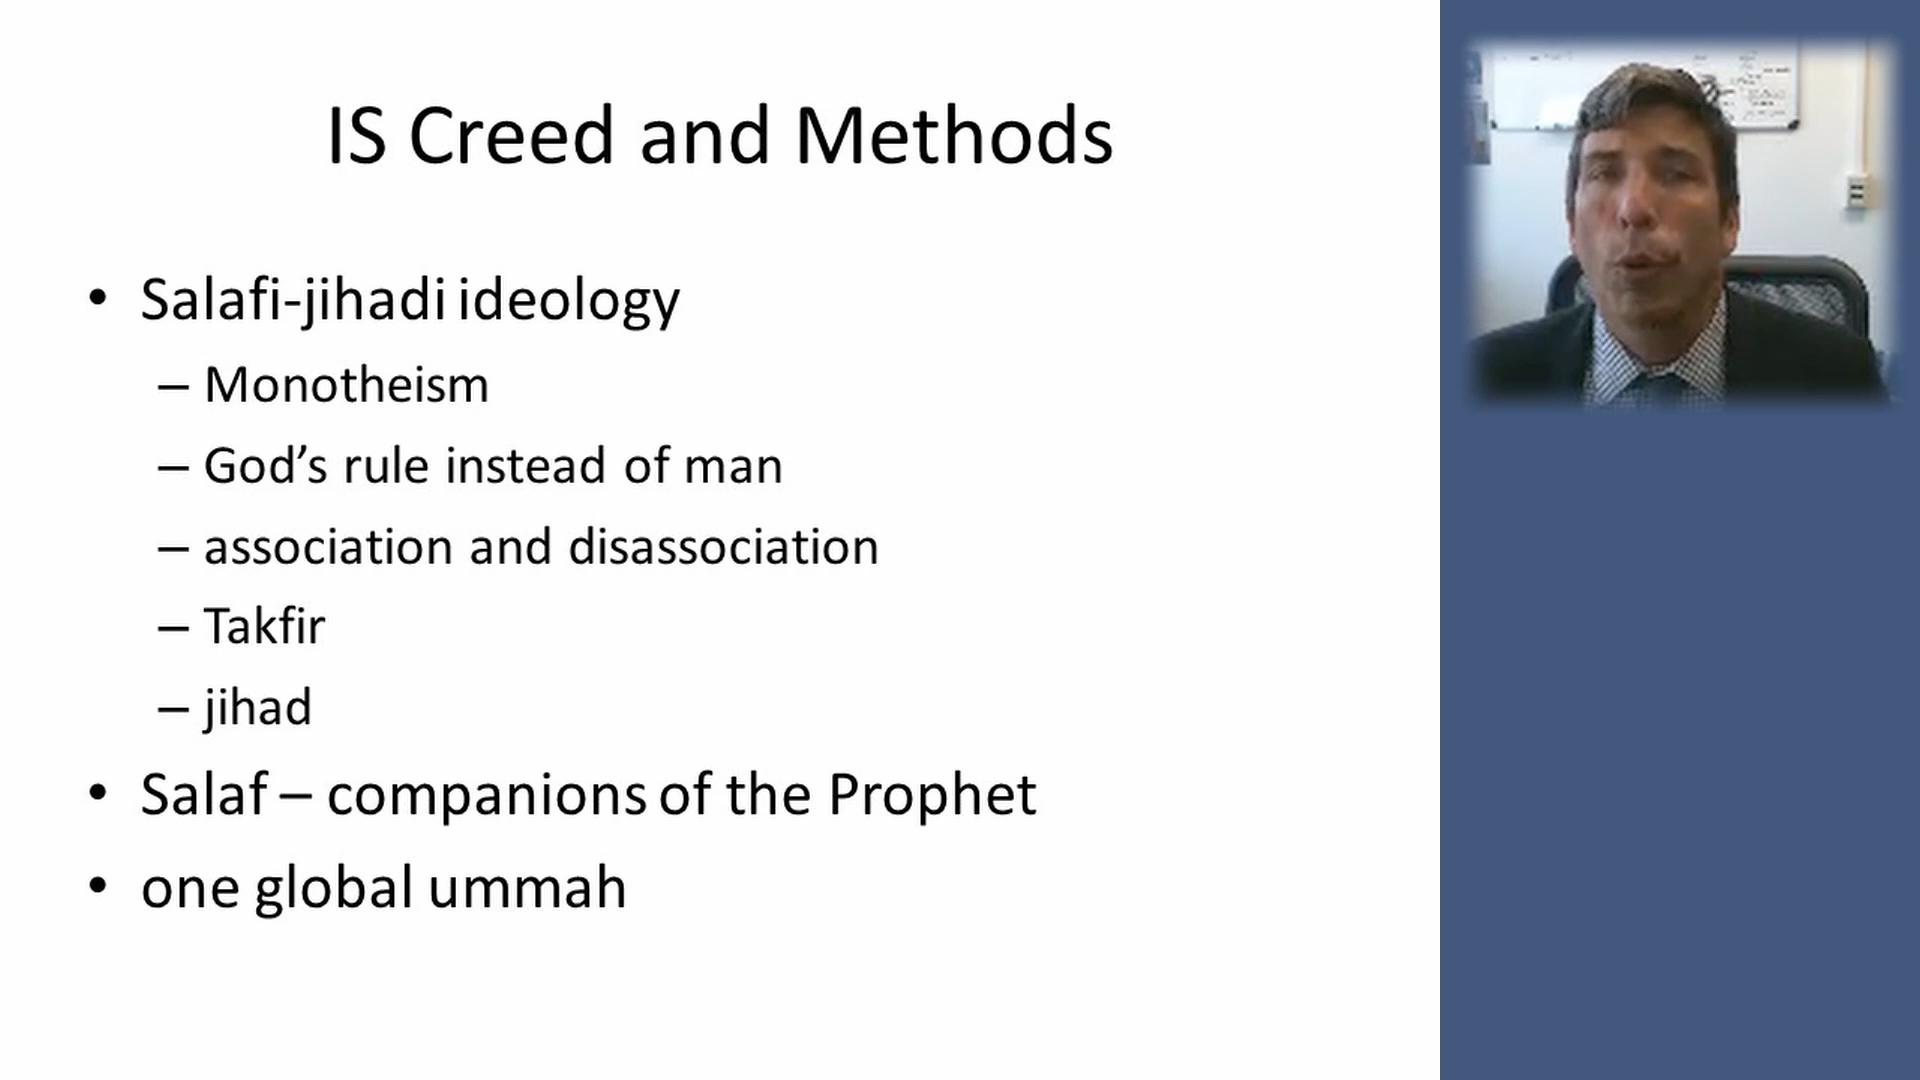 IS Creed and Methods
• Salafi-jihadi ideology
– Monotheism
– God’s rule instead of man
– association and disassociation
– Takfir
– jihad
• Salaf – companions of the Prophet
• one global ummah